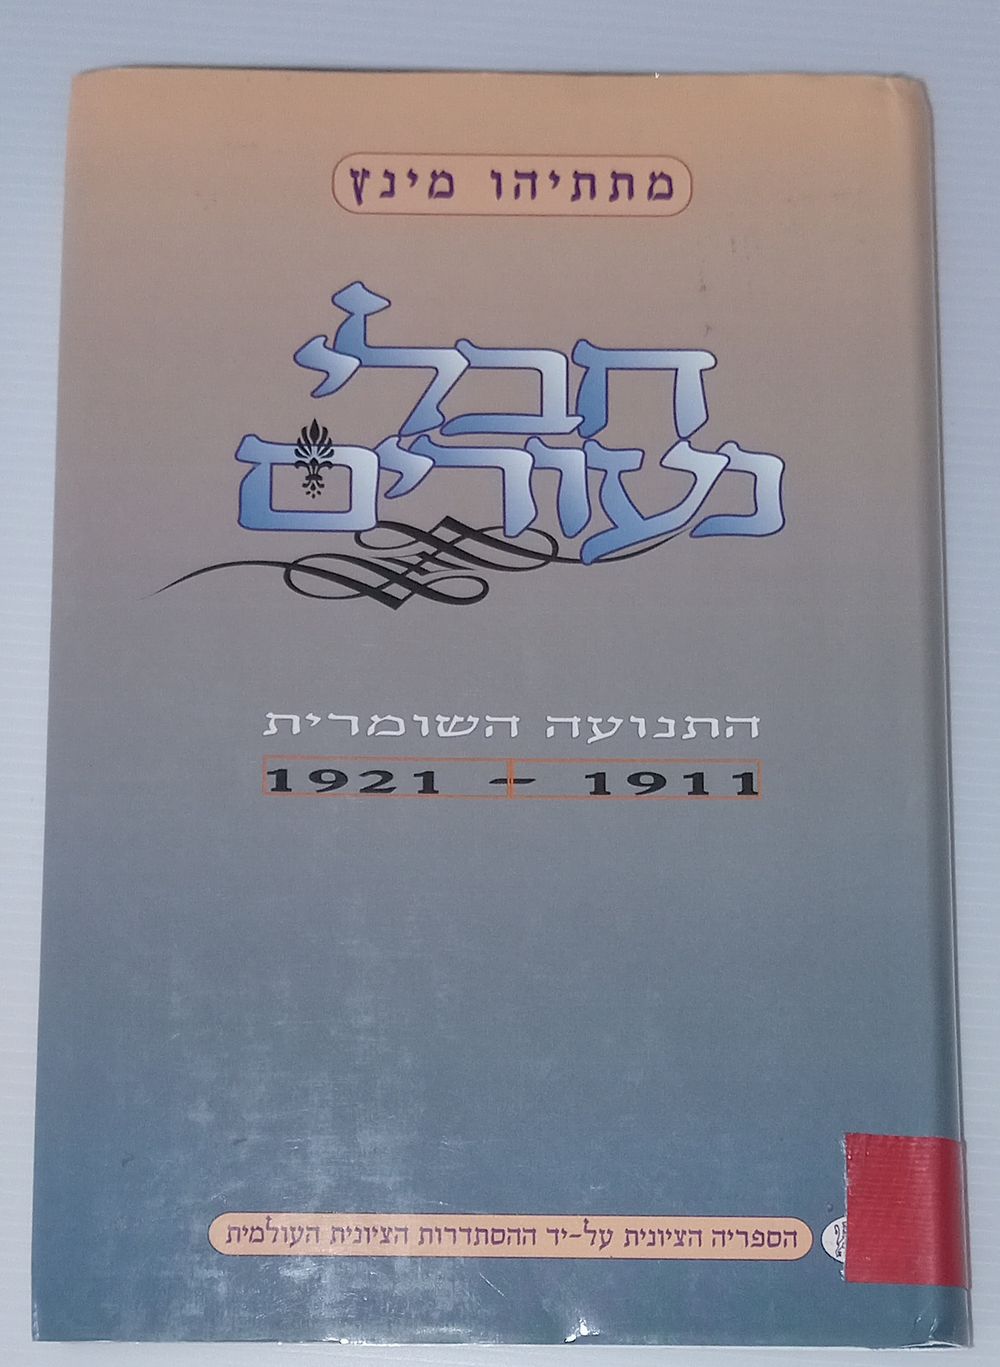 מתתיהו מינץ
חבלי
נעורים
התנועה השומרית
1911 – 1921
הספריה הציונית על-יד ההסתדרות הציונית העולמית